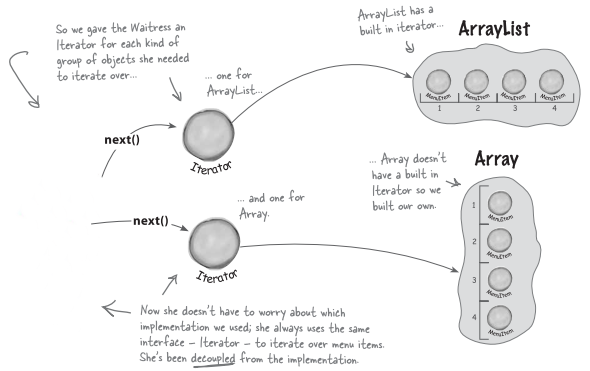 So we gave the Waitress an
Iterator for each kind of
group of objects she needed
to iterate over...
... one for
ArrayList...
ArrayList has a
built in iterator...
ArrayList
MenuItem
MenuItem
MenuItem
MenuItem
1
2
3
4
next()
Iterator
... Array doesn't
have a built in
Iterator so we
built our own.
Array
1
MenuItem
2
MenuItem
3
MenuItem
4
MenuItem
... and one for
Array.
next()
Iterator
Now she doesn't have to worry about which
implementation we used; she always uses the same
interface – Iterator – to iterate over menu items.
She's been decoupled from the implementation.